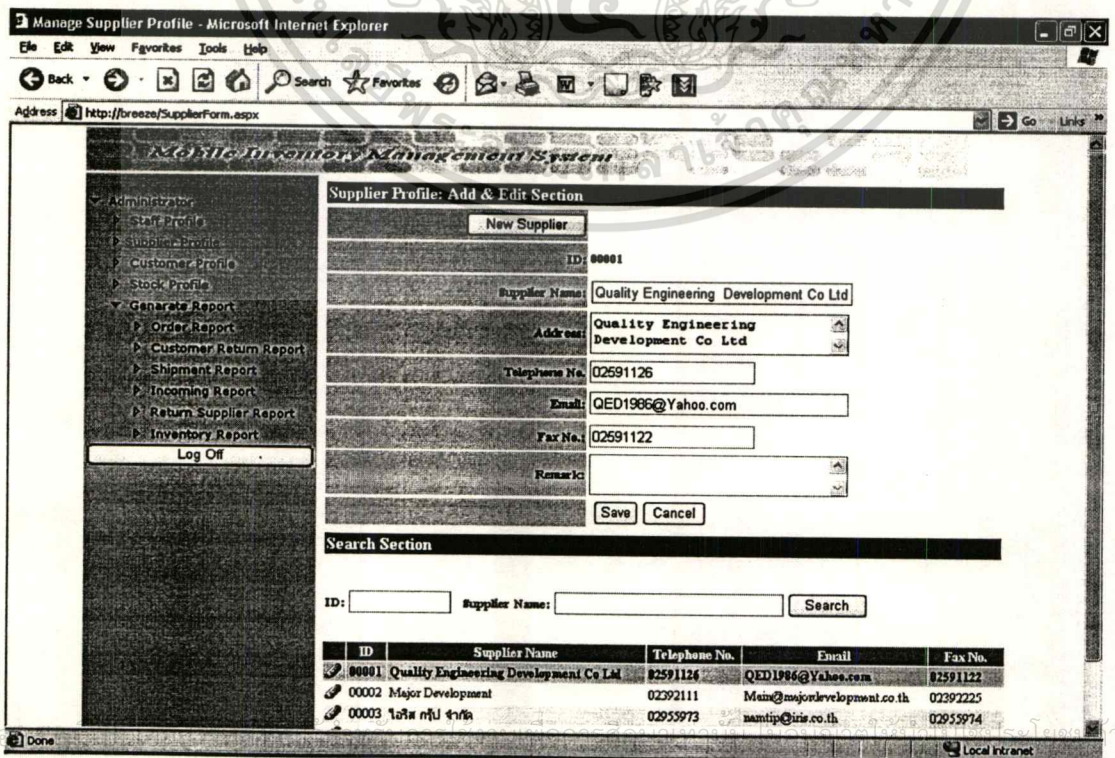 Manage Supplier Profile - Microsoft Internet Explorer
File Edit View Favorites Tools Help
Back Search Favorites
Address http://breeze/SupplierForm.aspx Go Links
Mobile Inventory Management System
Administrator
Staff Profile
Supplier Profile
Customer Profile
Stock Profile
Genarate Report
Order Report
Customer Return Report
Shipment Report
Incoming Report
Return Supplier Report
Inventory Report
Log Off
Supplier Profile: Add & Edit Section
New Supplier
ID: 00001
Supplier Name: Quality Engineering Development Co Ltd
Address: Quality Engineering
Development Co Ltd
Telephone No. 02591126
Email: QED1986@Yahoo.com
Fax No.: 02591122
Remark:
Save Cancel
Search Section
ID: Supplier Name: Search
ID Supplier Name Telephone No. Email Fax No.
00001 Quality Engineering Development Co Ltd 02591126 QED1986@Yahoo.com 02591122
00002 Major Development 02392111 Main@majordevelopment.co.th 02392225
00003 ไอริส กรุ๊ป จำกัด 02955973 namtip@iris.co.th 02955974
Done Local intranet